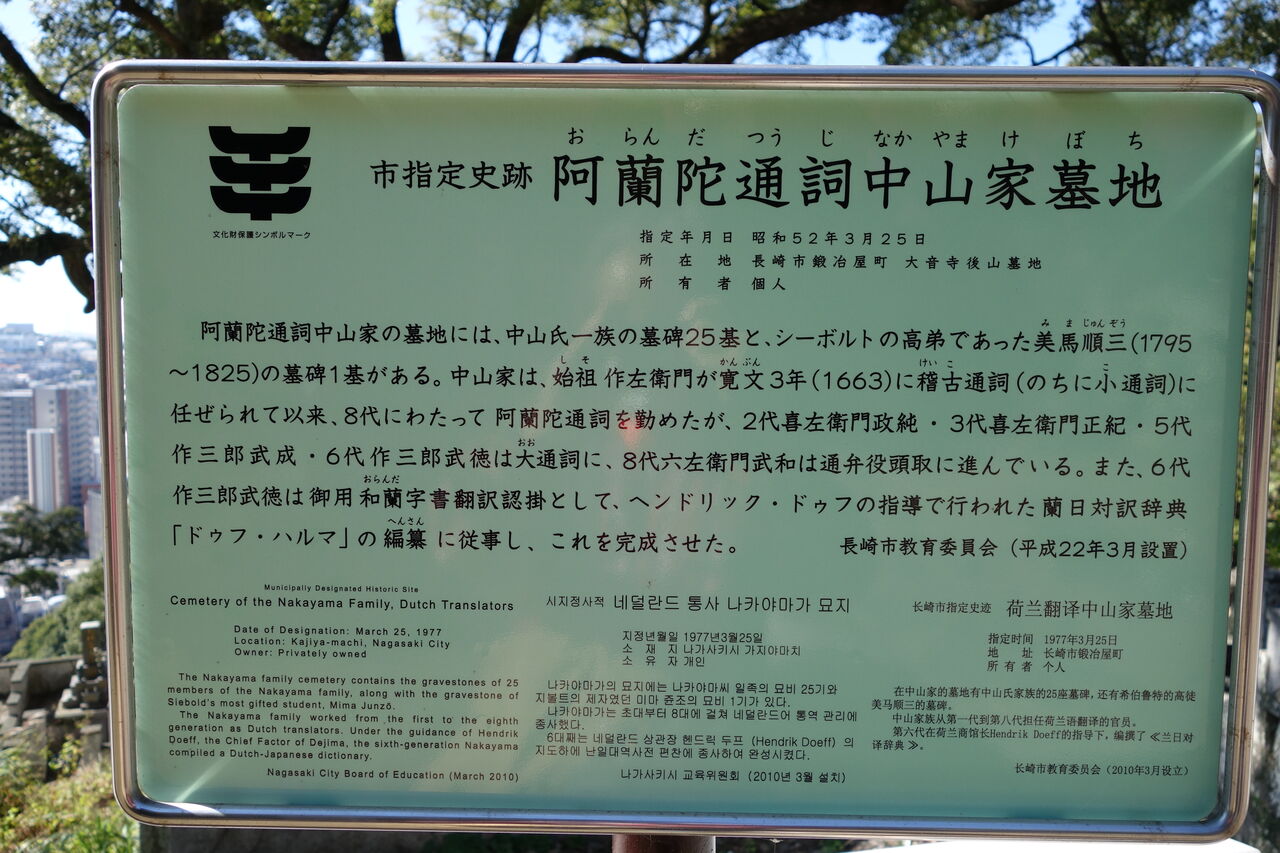 文化財保護シンボルマーク
おらんだつうじなかやまけぼち
市指定史跡 阿蘭陀通詞中山家墓地
指定年月日 昭和52年3月25日
所在地 長崎市鍛冶屋町 大音寺後山墓地
所有者 個人
阿蘭陀通詞中山家の墓地には、中山氏一族の墓碑25基と、シーボルトの高弟であった美馬順三(1795
みまじゅんぞう
～1825)の墓碑1基がある。中山家は、始祖作左衛門が寛文3年(1663)に稽古通詞(のちに小通詞)に
しそ かんぶん けいこ こ
任ぜられて以来、8代にわたって阿蘭陀通詞を勤めたが、2代喜左衛門政純・3代喜左衛門正紀・5代
作三郎武成・6代作三郎武徳は大通詞に、8代六左衛門武和は通弁役頭取に進んでいる。また、6代
おお
作三郎武徳は御用和蘭字書翻訳認掛として、ヘンドリック・ドゥフの指導で行われた蘭日対訳辞典
おらんだ
「ドゥフ・ハルマ」の編纂に従事し、これを完成させた。
へんさん
長崎市教育委員会(平成22年3月設置)
Municipally Designated Historic Site
Cemetery of the Nakayama Family, Dutch Translators
Date of Designation: March 25, 1977
Location: Kajiya-machi, Nagasaki City
Owner: Privately owned
The Nakayama family cemetery contains the gravestones of 25
members of the Nakayama family, along with the gravestone of
Siebold's most gifted student, Mima Junzō.
The Nakayama family worked from the first to the eighth
generation as Dutch translators. Under the guidance of Hendrik
Doeff, the Chief Factor of Dejima, the sixth-generation Nakayama
compiled a Dutch-Japanese dictionary.
Nagasaki City Board of Education (March 2010)
시지정사적 네덜란드 통사 나카야마가 묘지
지정년월일 1977년3월25일
소재지 나가사키시 가지야마치
소유자 개인
나카야마가의 묘지에는 나카야마씨 일족의 묘비 25기와
지볼트의 제자였던 미마 쥰조의 묘비 1기가 있다.
나카야마가는 초대부터 8대에 걸쳐 네덜란드어 통역 관리에
종사했다.
6대째는 네덜란드 상관장 헨드릭 두프 (Hendrik Doeff) 의
지도하에 난일대역사전 편찬에 종사하여 완성시켰다.
나가사키시 교육위원회 (2010년 3월 설치)
长崎市指定史迹 荷兰翻译中山家墓地
指定时间 1977年3月25日
地址 长崎市鍛冶屋町
所有者 个人
在中山家的墓地有中山氏家族的25座墓碑,还有希伯鲁特的高徒
美马顺三的墓碑。
中山家族从第一代到第八代担任荷兰语翻译的官员。
第六代在荷兰商馆长Hendrik Doeff的指导下,编撰了≪兰日对
译辞典≫。
长崎市教育委员会(2010年3月设立)